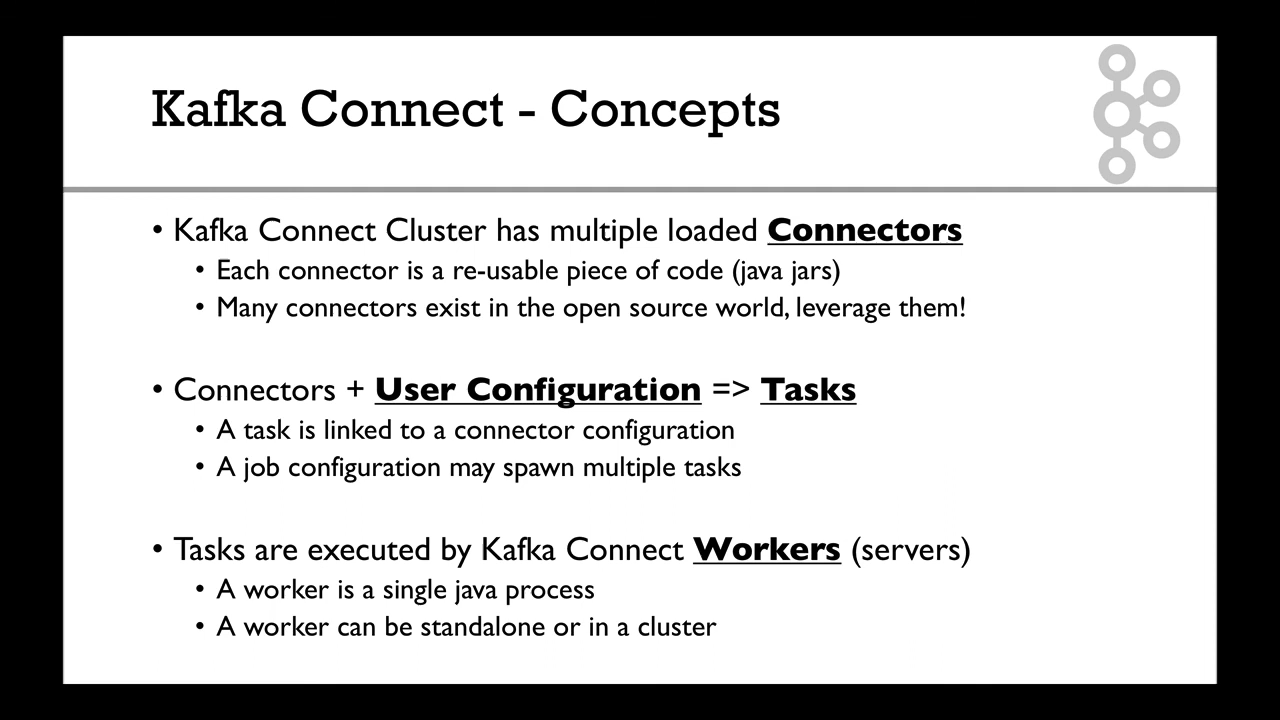 Kafka Connect - Concepts
• Kafka Connect Cluster has multiple loaded Connectors
• Each connector is a re-usable piece of code (java jars)
• Many connectors exist in the open source world, leverage them!
• Connectors + User Configuration => Tasks
• A task is linked to a connector configuration
• A job configuration may spawn multiple tasks
• Tasks are executed by Kafka Connect Workers (servers)
• A worker is a single java process
• A worker can be standalone or in a cluster